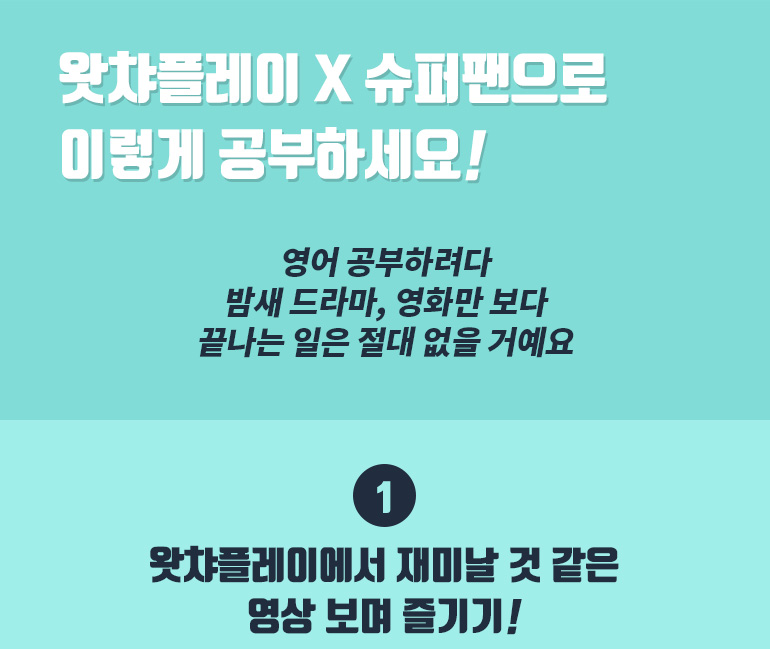 왓챠플레이 X 슈퍼팬으로
이렇게 공부하세요!
영어 공부하려다
밤새 드라마, 영화만 보다
끝나는 일은 절대 없을 거예요
1
왓챠플레이에서 재미날 것 같은
영상 보며 즐기기!